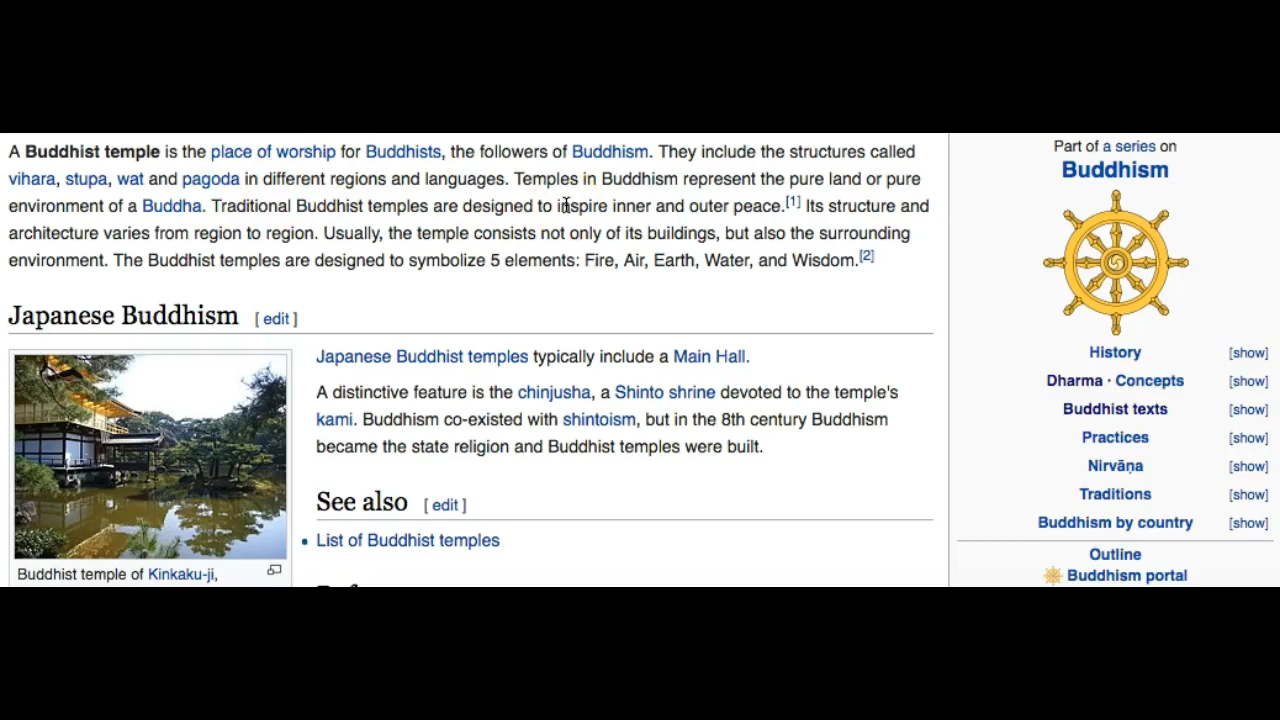 A Buddhist temple is the place of worship for Buddhists, the followers of Buddhism. They include the structures called
vihara, stupa, wat and pagoda in different region and languages. Temples in Buddhism represent the pure land or pure
environment of a Buddha. Traditional Buddhist temples are designed to inspire inner and outer peace.[1] Its structure and
architecture varies from region to region. Usually, the temple consists not only of its buildings, but also the surrounding
environment. The Buddhist temples are designed to symbolize 5 elements: Fire, Air, Earth, Water, and Wisdom.[2]
Japanese Buddhism [ edit ]
Japanese Buddhist temples typically include a Main Hall.
A distinctive feature is the chinjusha, a Shinto shrine devoted to the temple's
kami. Buddhism co-existed with shintoism, but in the 8th century Buddhism
became the state religion and Buddhist temples were built.
See also [ edit ]
List of Buddhist temples
Buddhist temple of Kinkaku-ji,
Part of a series on
Buddhism
History [show]
Dharma · Concepts [show]
Buddhist texts [show]
Practices [show]
Nirvāṇa [show]
Traditions [show]
Buddhism by country [show]
Outline
Buddhism portal